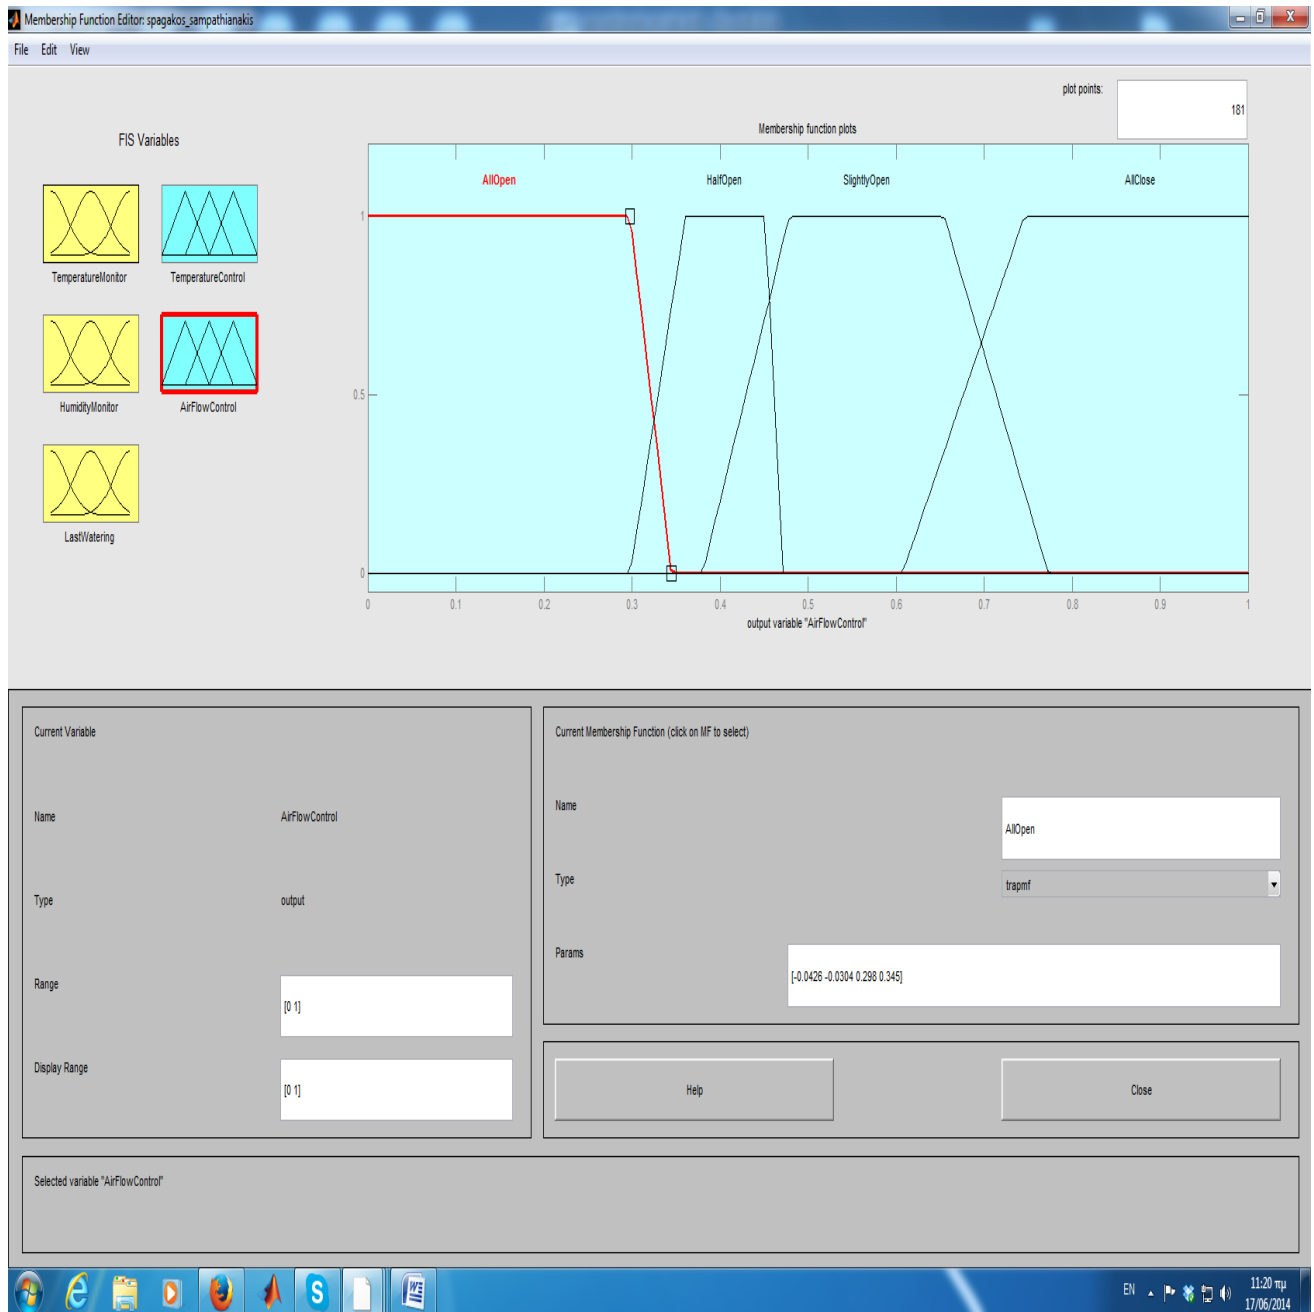 Membership Function Editor: spagakos_sampathianakis
File Edit View
plot points:
181
FIS Variables
Membership function plots
TemperatureMonitor
TemperatureControl
HumidityMonitor
AirFlowControl
LastWatering
AllOpen HalfOpen SlightlyOpen AllClose
1
0.5
0
0 0.1 0.2 0.3 0.4 0.5 0.6 0.7 0.8 0.9 1
output variable "AirFlowControl"
Current Variable
Name AirFlowControl
Type output
Range [0 1]
Display Range [0 1]
Current Membership Function (click on MF to select)
Name AllOpen
Type trapmf
Params [-0.0426 -0.0304 0.298 0.345]
Help Close
Selected variable "AirFlowControl"
EN
11:20 πμ
17/06/2014